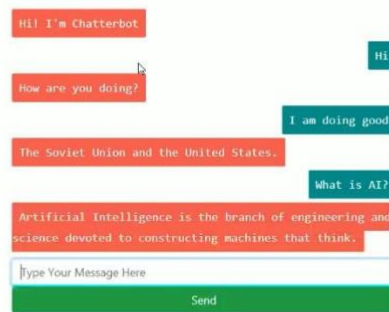 Hi! I'm Chatterbot
Hi
How are you doing?
I am doing good
The Soviet Union and the United States.
What is AI?
Artificial Intelligence is the branch of engineering and
science devoted to constructing machines that think.
Type Your Message Here
Send